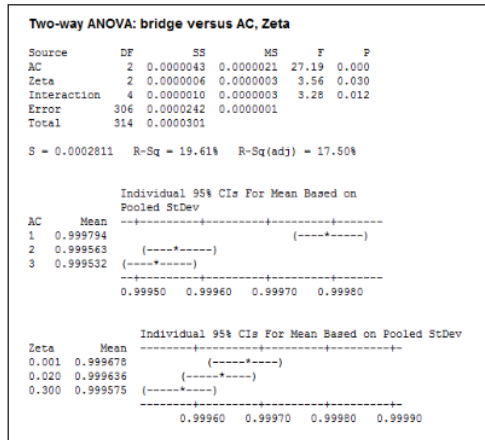 Two-way ANOVA: bridge versus AC, Zeta
Source DF SS MS F P
AC 2 0.0000043 0.0000021 27.19 0.000
Zeta 2 0.0000006 0.0000003 3.56 0.030
Interaction 4 0.0000010 0.0000003 3.28 0.012
Error 306 0.0000242 0.0000001
Total 314 0.0000301
S = 0.0002811 R-Sq = 19.61% R-Sq(adj) = 17.50%
Individual 95% CIs For Mean Based on
Pooled StDev
AC Mean --+---------+---------+---------+-------
1 0.999794 (----*-----)
2 0.999563 (----*-----)
3 0.999532 (----*-----)
--+---------+---------+---------+-------
0.99950 0.99960 0.99970 0.99980
Individual 95% CIs For Mean Based on Pooled StDev
Zeta Mean ---------+---------+---------+---------+-
0.001 0.999678 (-----*----)
0.020 0.999636 (-----*----)
0.300 0.999575 (----*-----)
---------+---------+---------+---------+-
0.99960 0.99970 0.99980 0.99990